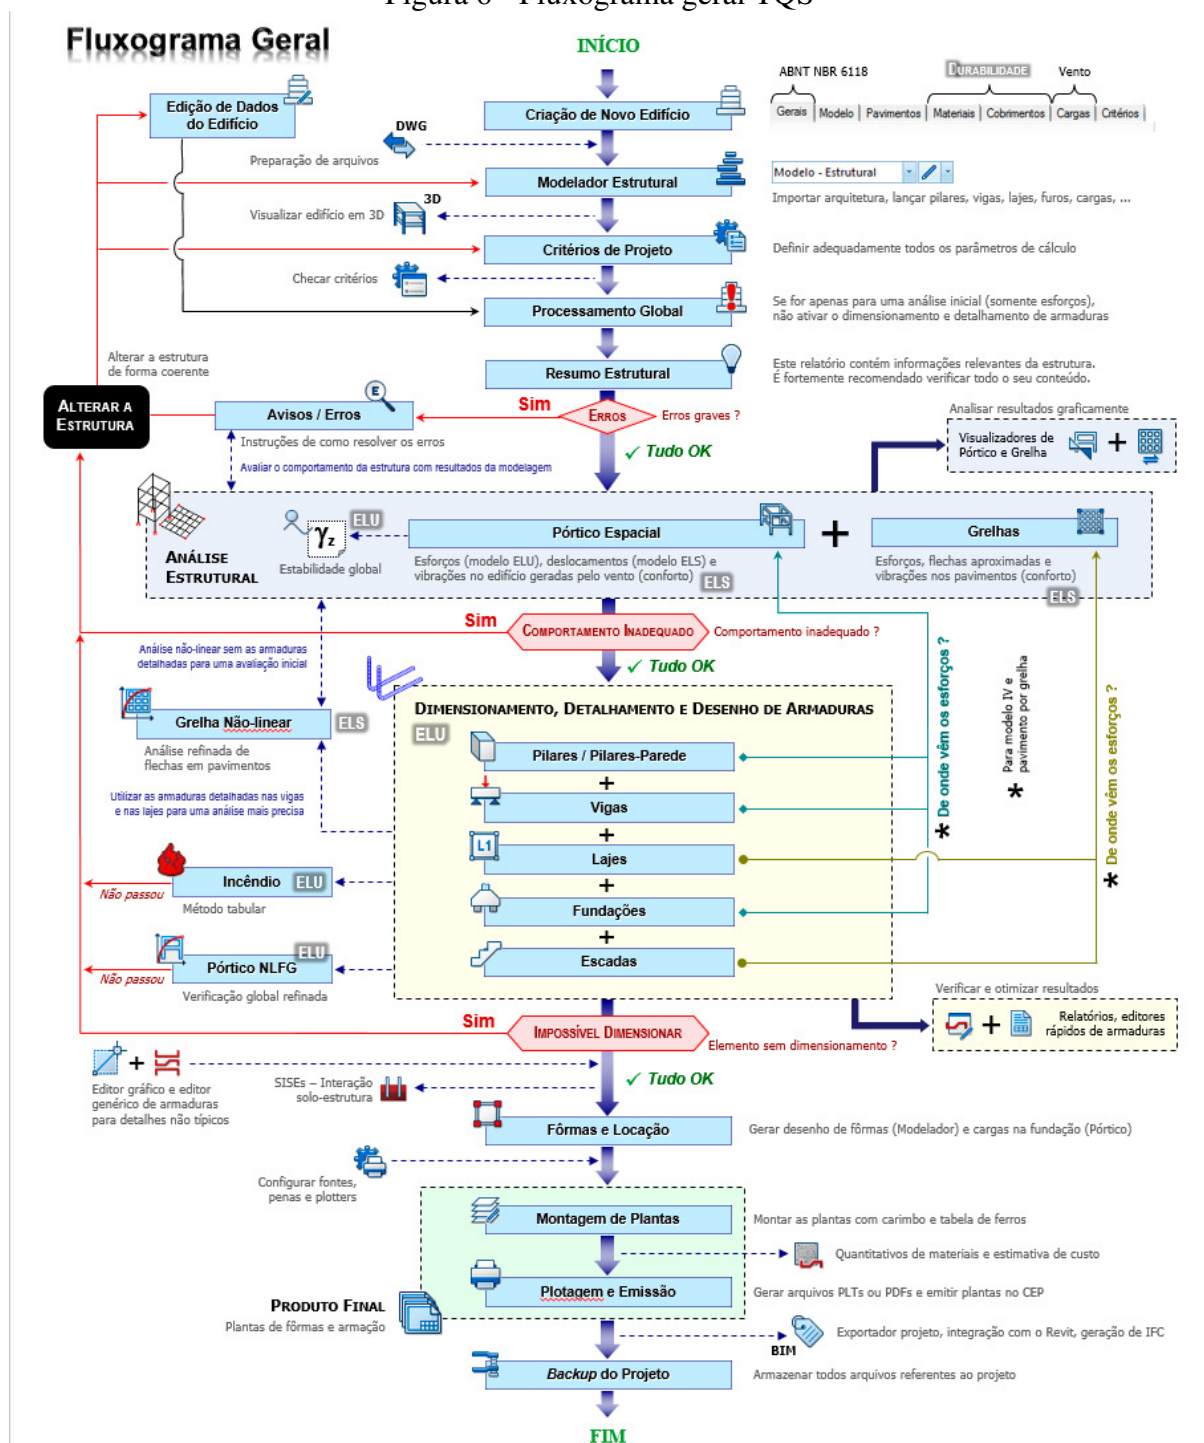 Figura 6 - Fluxograma geral TQS
Fluxograma Geral
INÍCIO
ABNT NBR 6118
DURABILIDADE
Vento
Edição de Dados
do Edifício
Criação de Novo Edifício
Gerais
Modelo
Pavimentos
Materiais
Cobrimentos
Cargas
Critérios
DWG
Preparação de arquivos
Modelador Estrutural
Modelo - Estrutural
Importar arquitetura, lançar pilares, vigas, lajes, furos, cargas, ...
3D
Visualizar edifício em 3D
Critérios de Projeto
Definir adequadamente todos os parâmetros de cálculo
Checar critérios
Processamento Global
Se for apenas para uma análise inicial (somente esforços),
não ativar o dimensionamento e detalhamento de armaduras
Alterar a estrutura
de forma coerente
Resumo Estrutural
Este relatório contém informações relevantes da estrutura.
É fortemente recomendado verificar todo o seu conteúdo.
ALTERAR A
ESTRUTURA
E
Avisos / Erros
Sim
ERROS
Erros graves ?
Analisar resultados graficamente
Instruções de como resolver os erros
Tudo OK
Visualizadores de
Pórtico e Grelha
+
Avaliar o comportamento da estrutura com resultados da modelagem
ANÁLISE
ESTRUTURAL
γz
ELU
Estabilidade global
Pórtico Espacial
+
Grelhas
Esforços (modelo ELU), deslocamentos (modelo ELS) e
vibrações no edifício geradas pelo vento (conforto)
ELS
Esforços, flechas aproximadas e
vibrações nos pavimentos (conforto)
ELS
Sim
COMPORTAMENTO INADEQUADO
Comportamento inadequado ?
Análise não-linear sem as armaduras
detalhadas para uma avaliação inicial
Tudo OK
DIMENSIONAMENTO, DETALHAMENTO E DESENHO DE ARMADURAS
ELU
Grelha Não-linear
ELS
Análise refinada de
flechas em pavimentos
Pilares / Pilares-Parede
+
Utilizar as armaduras detalhadas nas vigas
e nas lajes para uma análise mais precisa
Vigas
+
L1
Lajes
+
Fundações
+
Escadas
* De onde vêm os esforços ?
* Para modelo IV e
pavimento por grelha
* De onde vêm os esforços ?
Incêndio
ELU
Não passou
Método tabular
Pórtico NLFG
ELU
Não passou
Verificação global refinada
Verificar e otimizar resultados
+
Relatórios, editores
rápidos de armaduras
Sim
IMPOSSÍVEL DIMENSIONAR
Elemento sem dimensionamento ?
+
Editor gráfico e editor
genérico de armaduras
para detalhes não típicos
SISEs – Interação
solo-estrutura
Tudo OK
Fôrmas e Locação
Gerar desenho de fôrmas (Modelador) e cargas na fundação (Pórtico)
Configurar fontes,
penas e plotters
Montagem de Plantas
Montar as plantas com carimbo e tabela de ferros
Quantitativos de materiais e estimativa de custo
Plotagem e Emissão
Gerar arquivos PLTs ou PDFs e emitir plantas no CEP
PRODUTO FINAL
Plantas de fôrmas e armação
BIM
Exportador projeto, integração com o Revit, geração de IFC
Backup do Projeto
Armazenar todos arquivos referentes ao projeto
FIM